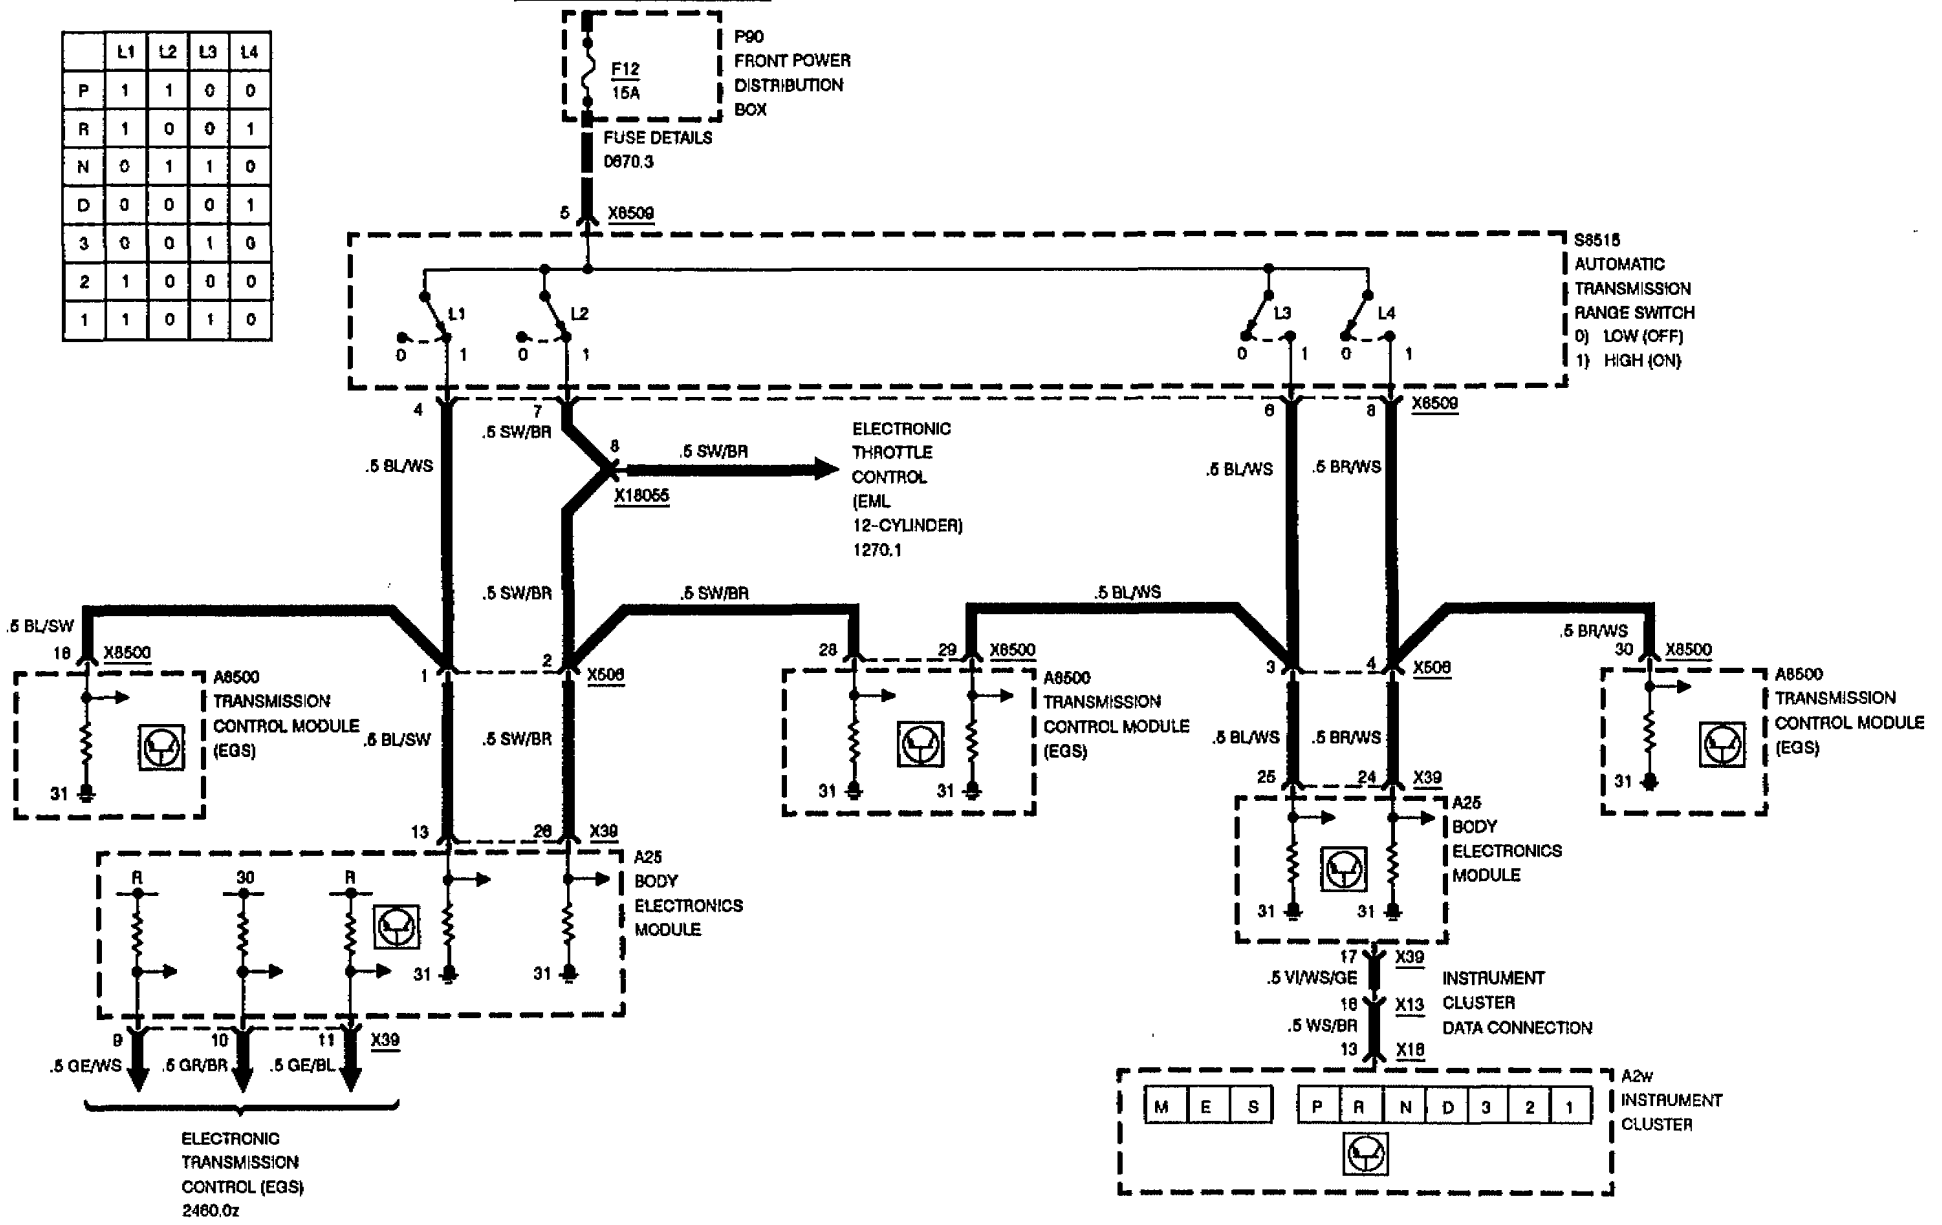 L1 L2 L3 L4
P 1 1 0 0
R 1 0 0 1
N 0 1 1 0
D 0 0 0 1
3 0 0 1 0
2 1 0 0 0
1 1 0 1 0
F12
15A
P90
FRONT POWER
DISTRIBUTION
BOX
FUSE DETAILS
0670.3
5 X8509
L1 L2 L3 L4
0 1 0 1 0 1 0 1
S8515
AUTOMATIC
TRANSMISSION
RANGE SWITCH
0) LOW (OFF)
1) HIGH (ON)
4 7 6 8 X8509
.5 SW/BR
.5 BL/WS
8
X18055
.5 SW/BR
ELECTRONIC
THROTTLE
CONTROL
(EML
12-CYLINDER)
1270.1
.5 BL/WS .5 BR/WS
.5 BL/SW
.5 SW/BR
.5 SW/BR
.5 BL/WS
.5 BR/WS
18 X8500
1 2 X506
28 29 X8500
3 4 X506
30 X8500
A8500
TRANSMISSION
CONTROL MODULE
(EGS)
31
.5 BL/SW .5 SW/BR
A8500
TRANSMISSION
CONTROL MODULE
(EGS)
31 31
.5 BL/WS .5 BR/WS
A8500
TRANSMISSION
CONTROL MODULE
(EGS)
31
13 26 X39
25 24 X39
A25
BODY
ELECTRONICS
MODULE
R 30 R
31 31
A25
BODY
ELECTRONICS
MODULE
31 31
9 10 11 X39
.5 GE/WS .5 GR/BR .5 GE/BL
ELECTRONIC
TRANSMISSION
CONTROL (EGS)
2460.0z
17 X39
.5 VI/WS/GE
16 X13
.5 WS/BR
13 X16
INSTRUMENT
CLUSTER
DATA CONNECTION
M E S P R N D 3 2 1
A2w
INSTRUMENT
CLUSTER